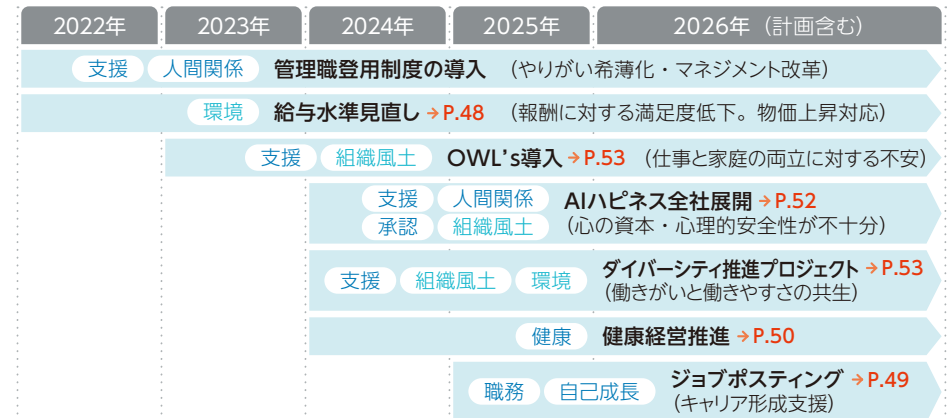 2022年 2023年 2024年 2025年 2026年（計画含む）
支援 人間関係 管理職登用制度の導入 （やりがい希薄化・マネジメント改革）
環境 給与水準見直し→P.48 （報酬に対する満足度低下。物価上昇対応）
支援 組織風土 OWL's導入→P.53 （仕事と家庭の両立に対する不安）
支援 人間関係 AIハピネス全社展開→P.52
承認 組織風土 （心の資本・心理的安全性が不十分）
支援 組織風土 環境 ダイバーシティ推進プロジェクト→P.53
（働きがいと働きやすさの共生）
健康 健康経営推進→P.50
職務 自己成長 ジョブポスティング→P.49
（キャリア形成支援）